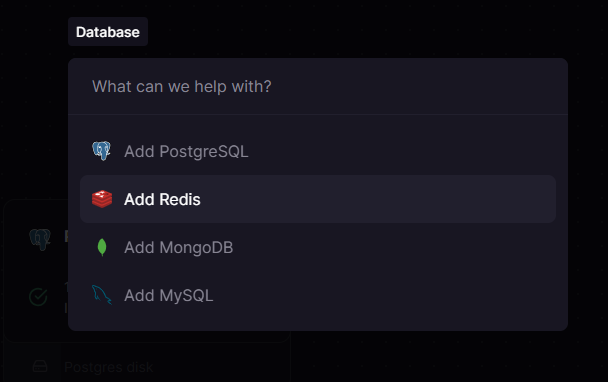 Database
What can we help with?
Add PostgreSQL
Add Redis
Add MongoDB
Add MySQL
Postgres disk